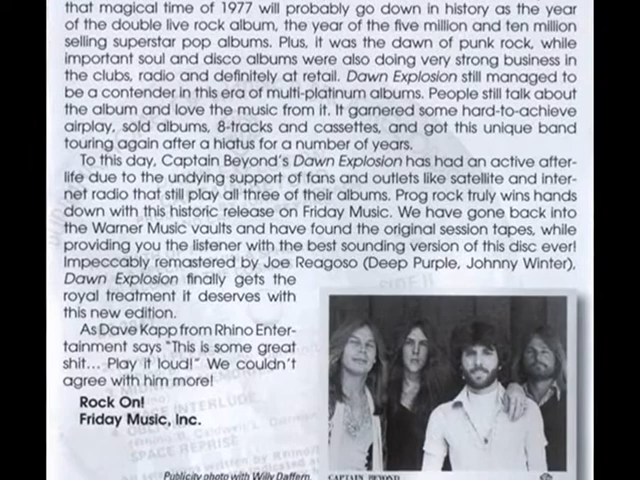 that magical time of 1977 will probably go down in history as the year
of the double live rock album, the year of the five million and ten million
selling superstar pop albums. Plus, it was the dawn of punk rock, while
important soul and disco albums were also doing very strong business in
the clubs, radio and definitely at retail. Dawn Explosion still managed to
be a contender in this era of multi-platinum albums. People still talk about
the album and love the music from it. It garnered some hard-to-achieve
airplay, sold albums, 8-tracks and cassettes, and got this unique band
touring again after a hiatus for a number of years.
To this day, Captain Beyond's Dawn Explosion has had an active after-
life due to the undying support of fans and outlets like satellite and inter-
net radio that still play all three of their albums. Prog rock truly wins hands
down with this historic release on Friday Music. We have gone back into
the Warner Music vaults and have found the original session tapes, while
providing you the listener with the best sounding version of this disc ever!
Impeccably remastered by Joe Reagoso (Deep Purple, Johnny Winter),
Dawn Explosion finally gets the
royal treatment it deserves with
this new edition.
As Dave Kapp from Rhino Enter-
tainment says "This is some great
shit... Play it loud!" We couldn't
agree with him more!
Rock On!
Friday Music, Inc.
SIDE II
INTERLUDE
SPACE REPRISE
Publicity photo with Willy Daffern.
CAPTAIN BEYOND